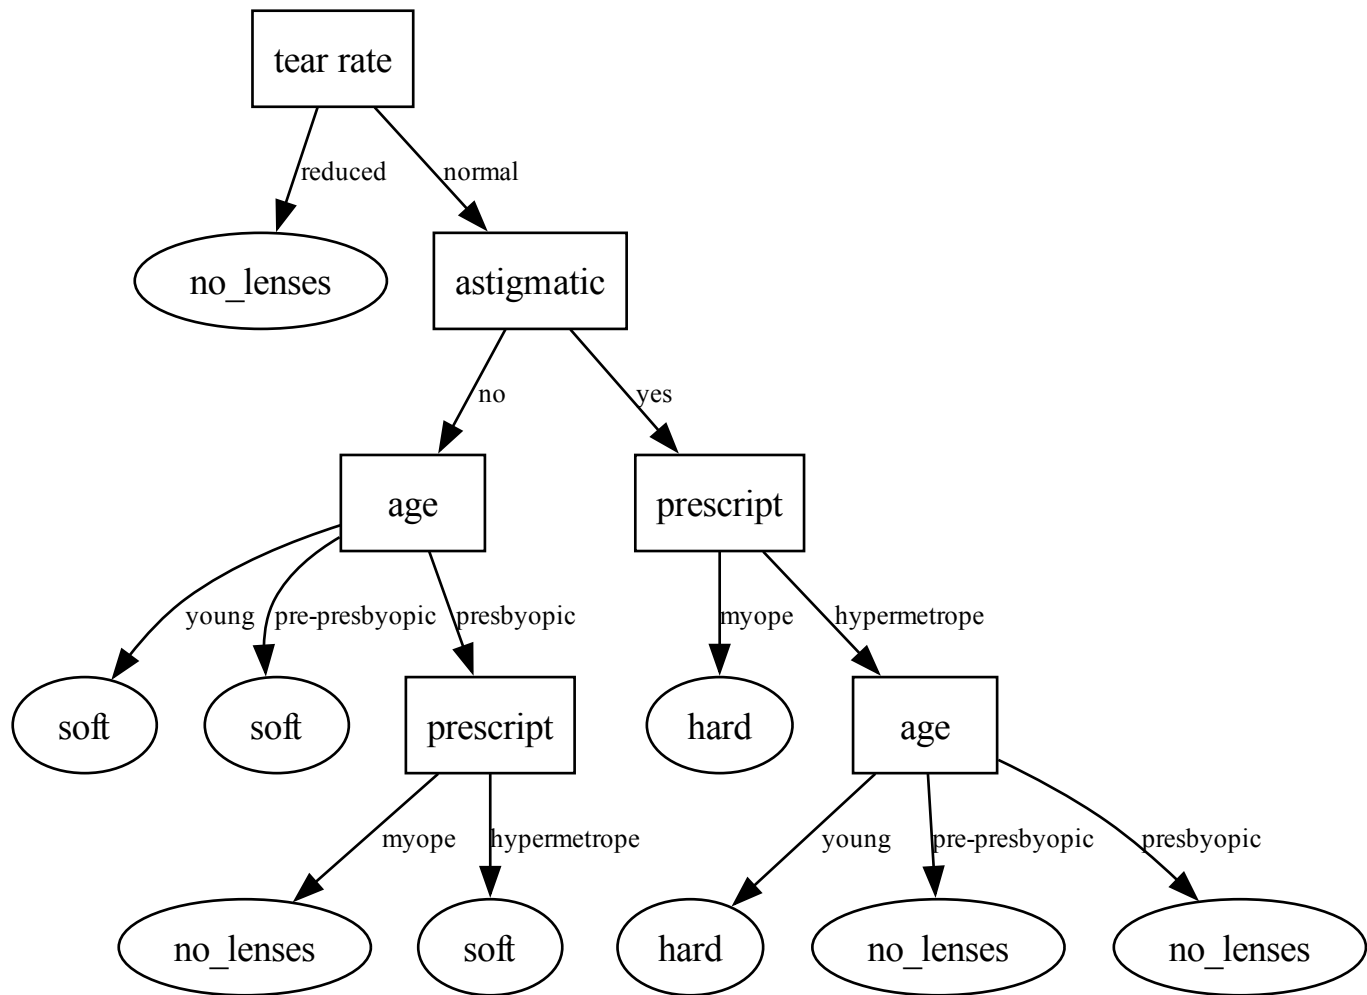 tear rate
reduced
normal
no_lenses
astigmatic
no
yes
age
prescript
young
pre-presbyopic
presbyopic
myope
hypermetrope
soft
soft
prescript
hard
age
myope
hypermetrope
young
pre-presbyopic
presbyopic
no_lenses
soft
hard
no_lenses
no_lenses